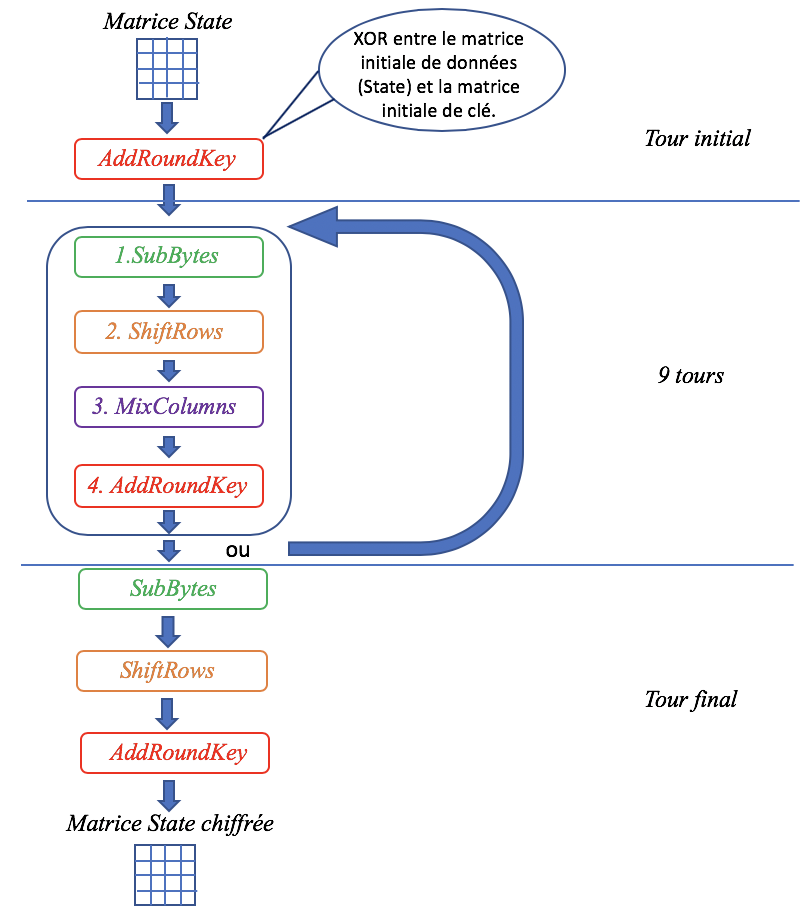 Matrice State
XOR entre le matrice
initiale de données
(State) et la matrice
initiale de clé.
Tour initial
AddRoundKey
1.SubBytes
2. ShiftRows
9 tours
3. MixColumns
4. AddRoundKey
ou
SubBytes
ShiftRows
Tour final
AddRoundKey
Matrice State chiffrée